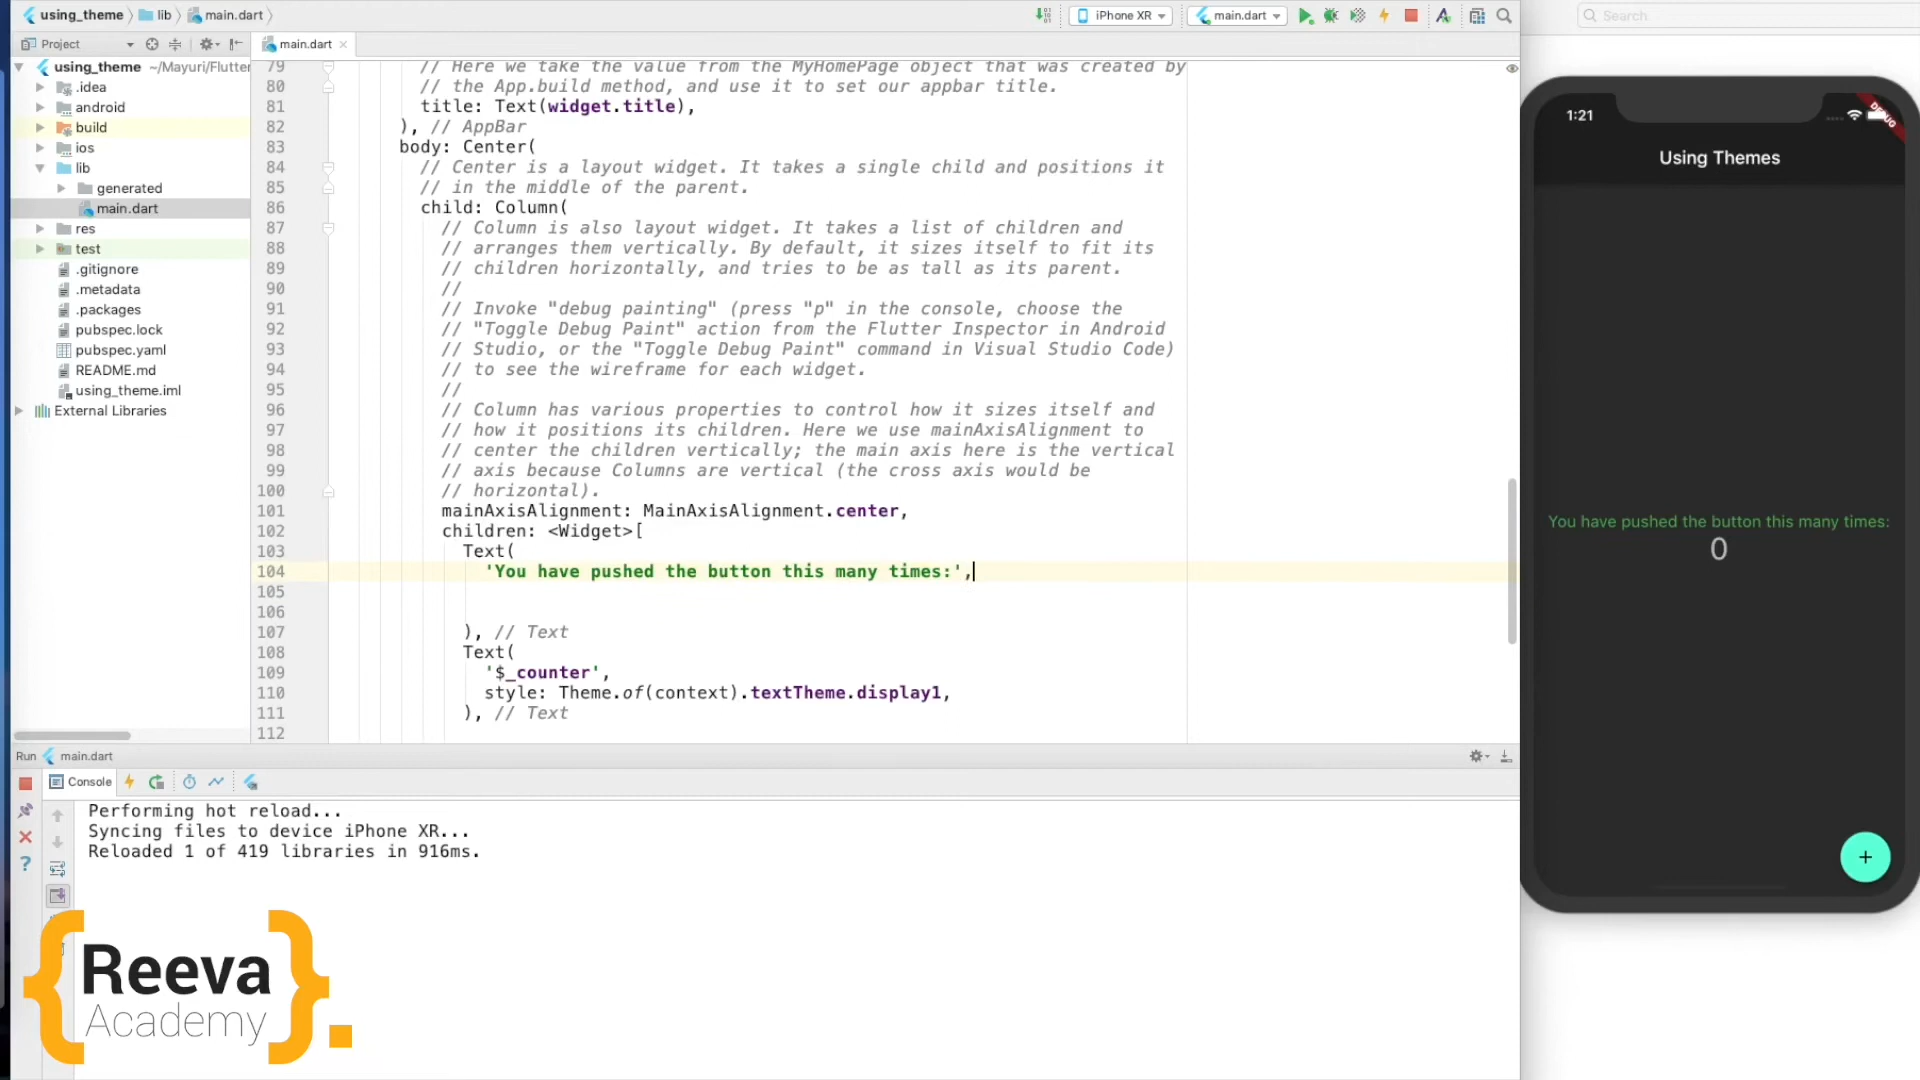 using_theme lib main.dart
iPhone XR
main.dart
Search
Project
main.dart
using_theme ~/Mayuri/Flutter
.idea
android
build
ios
lib
generated
main.dart
res
test
.gitignore
.metadata
.packages
pubspec.lock
pubspec.yaml
README.md
using_theme.iml
External Libraries
79 // Here we take the value from the MyHomePage object that was created by
80 // the App.build method, and use it to set our appbar title.
81 title: Text(widget.title),
82 ), // AppBar
83 body: Center(
84 // Center is a layout widget. It takes a single child and positions it
85 // in the middle of the parent.
86 child: Column(
87 // Column is also layout widget. It takes a list of children and
88 // arranges them vertically. By default, it sizes itself to fit its
89 // children horizontally, and tries to be as tall as its parent.
90 //
91 // Invoke "debug painting" (press "p" in the console, choose the
92 // "Toggle Debug Paint" action from the Flutter Inspector in Android
93 // Studio, or the "Toggle Debug Paint" command in Visual Studio Code)
94 // to see the wireframe for each widget.
95 //
96 // Column has various properties to control how it sizes itself and
97 // how it positions its children. Here we use mainAxisAlignment to
98 // center the children vertically; the main axis here is the vertical
99 // axis because Columns are vertical (the cross axis would be
100 // horizontal).
101 mainAxisAlignment: MainAxisAlignment.center,
102 children: <Widget>[
103 Text(
104 'You have pushed the button this many times:',
105
106
107 ), // Text
108 Text(
109 '$_counter',
110 style: Theme.of(context).textTheme.display1,
111 ), // Text
112
1:21
DEBUG
Using Themes
You have pushed the button this many times:
0
+
Run main.dart
Console
Performing hot reload...
Syncing files to device iPhone XR...
Reloaded 1 of 419 libraries in 916ms.
{Reeva
Academy}.